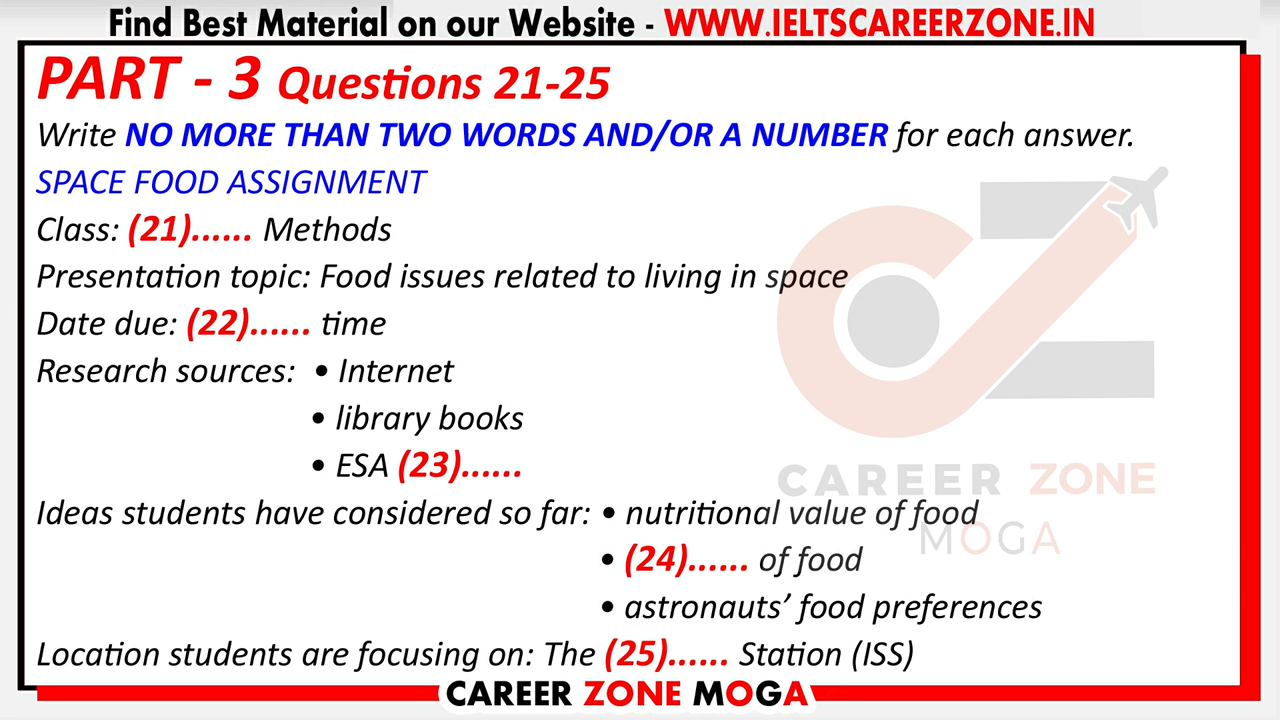 Find Best Material on our Website - WWW.IELTSCAREERZONE.IN
PART - 3 Questions 21-25
Write NO MORE THAN TWO WORDS AND/OR A NUMBER for each answer.
SPACE FOOD ASSIGNMENT
Class: (21)...... Methods
Presentation topic: Food issues related to living in space
Date due: (22)...... time
Research sources: • Internet
• library books
• ESA (23)......
CAREER ZONE
Ideas students have considered so far: • nutritional value of food
MOGA
• (24)...... of food
• astronauts’ food preferences
Location students are focusing on: The (25)...... Station (ISS)
CAREER ZONE MOGA